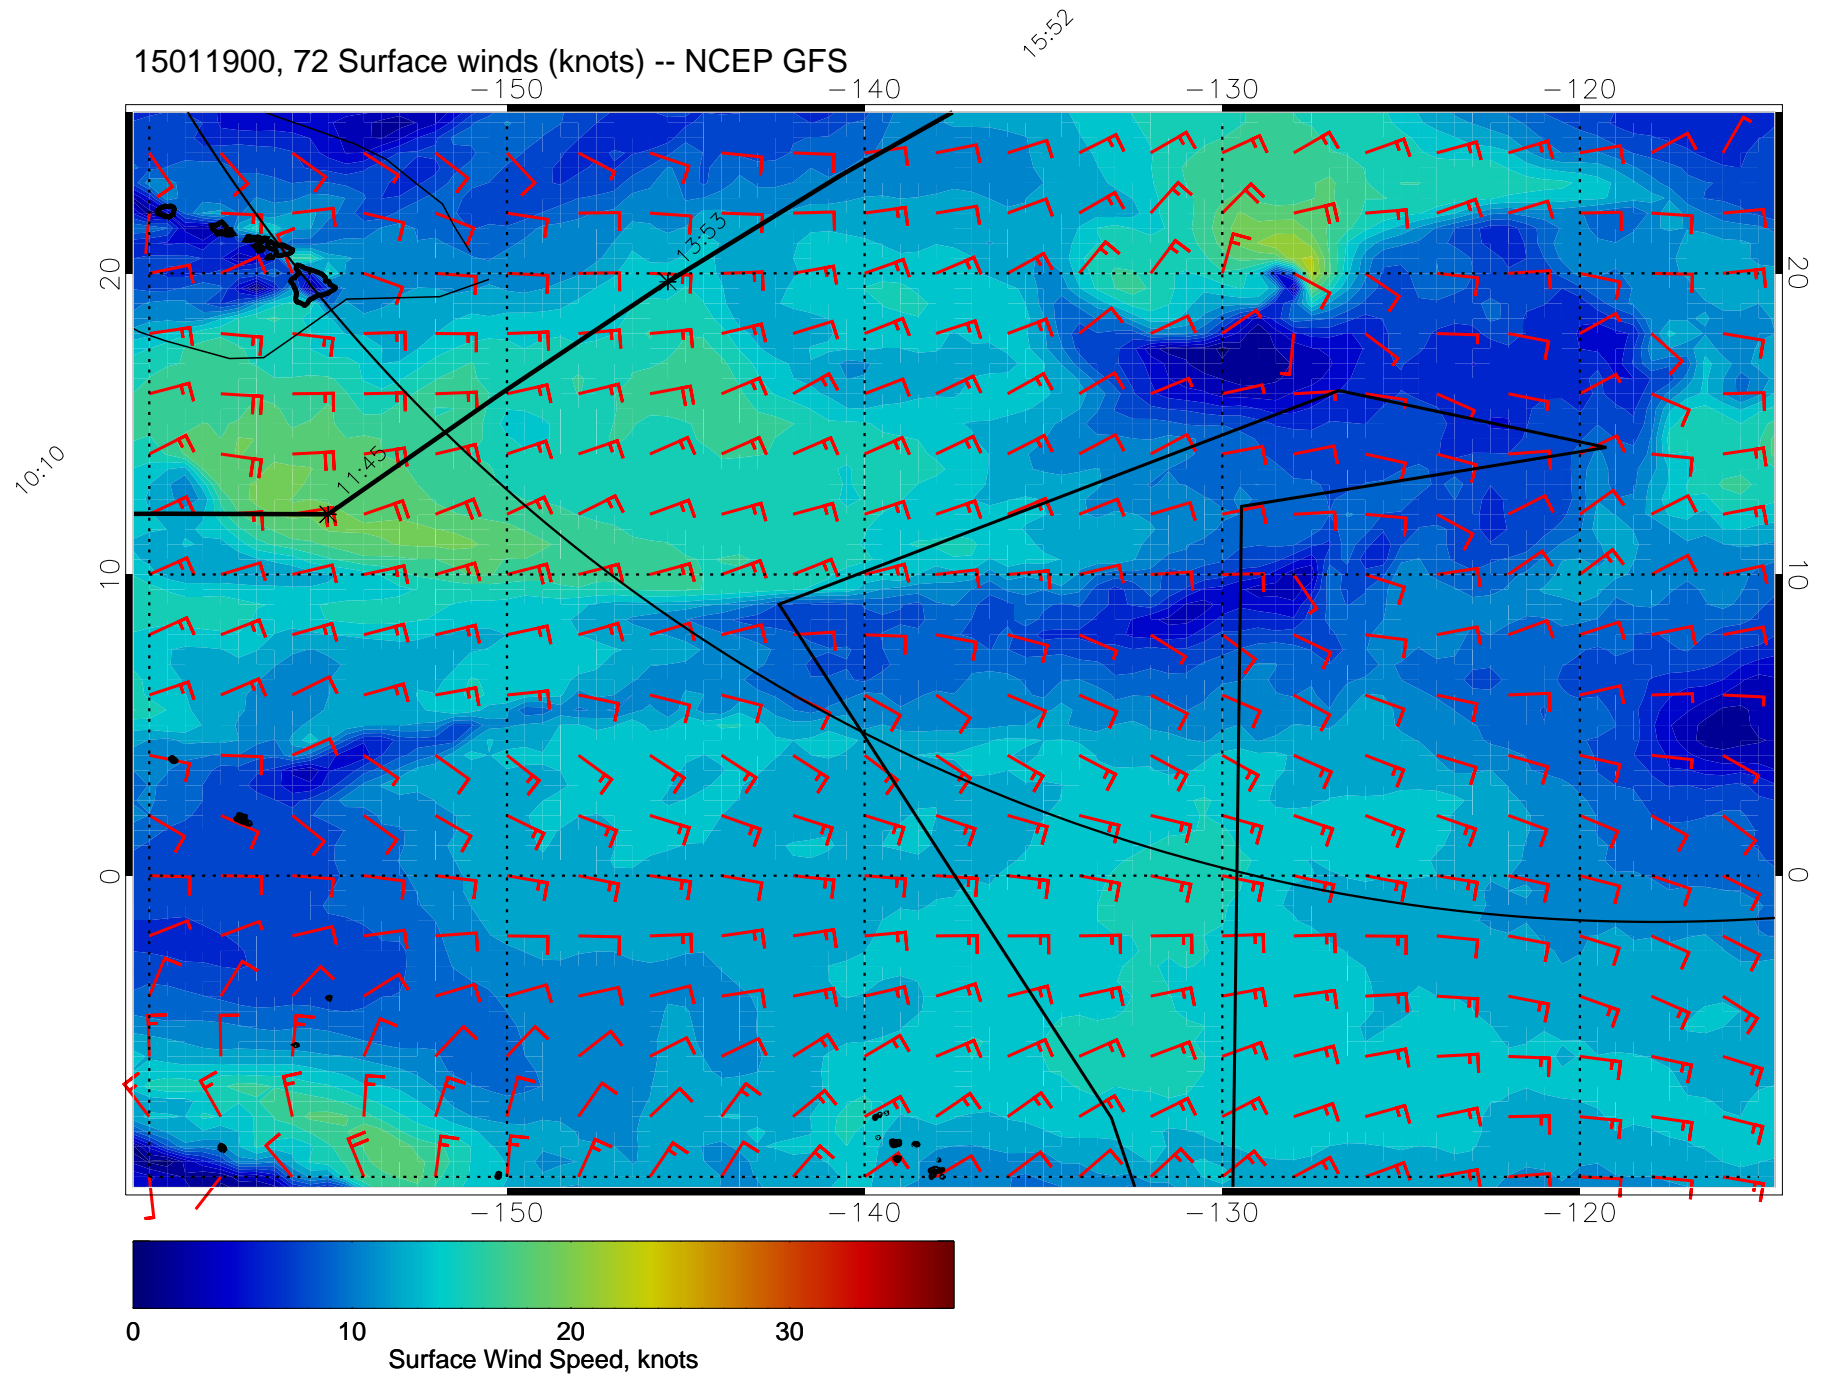 15:52
15011900, 72 Surface winds (knots) -- NCEP GFS
-150 -140 -130 -120
13:53
20 20
11:45
10:10
10 10
0 0
-150 -140 -130 -120
0 10 20 30
Surface Wind Speed, knots